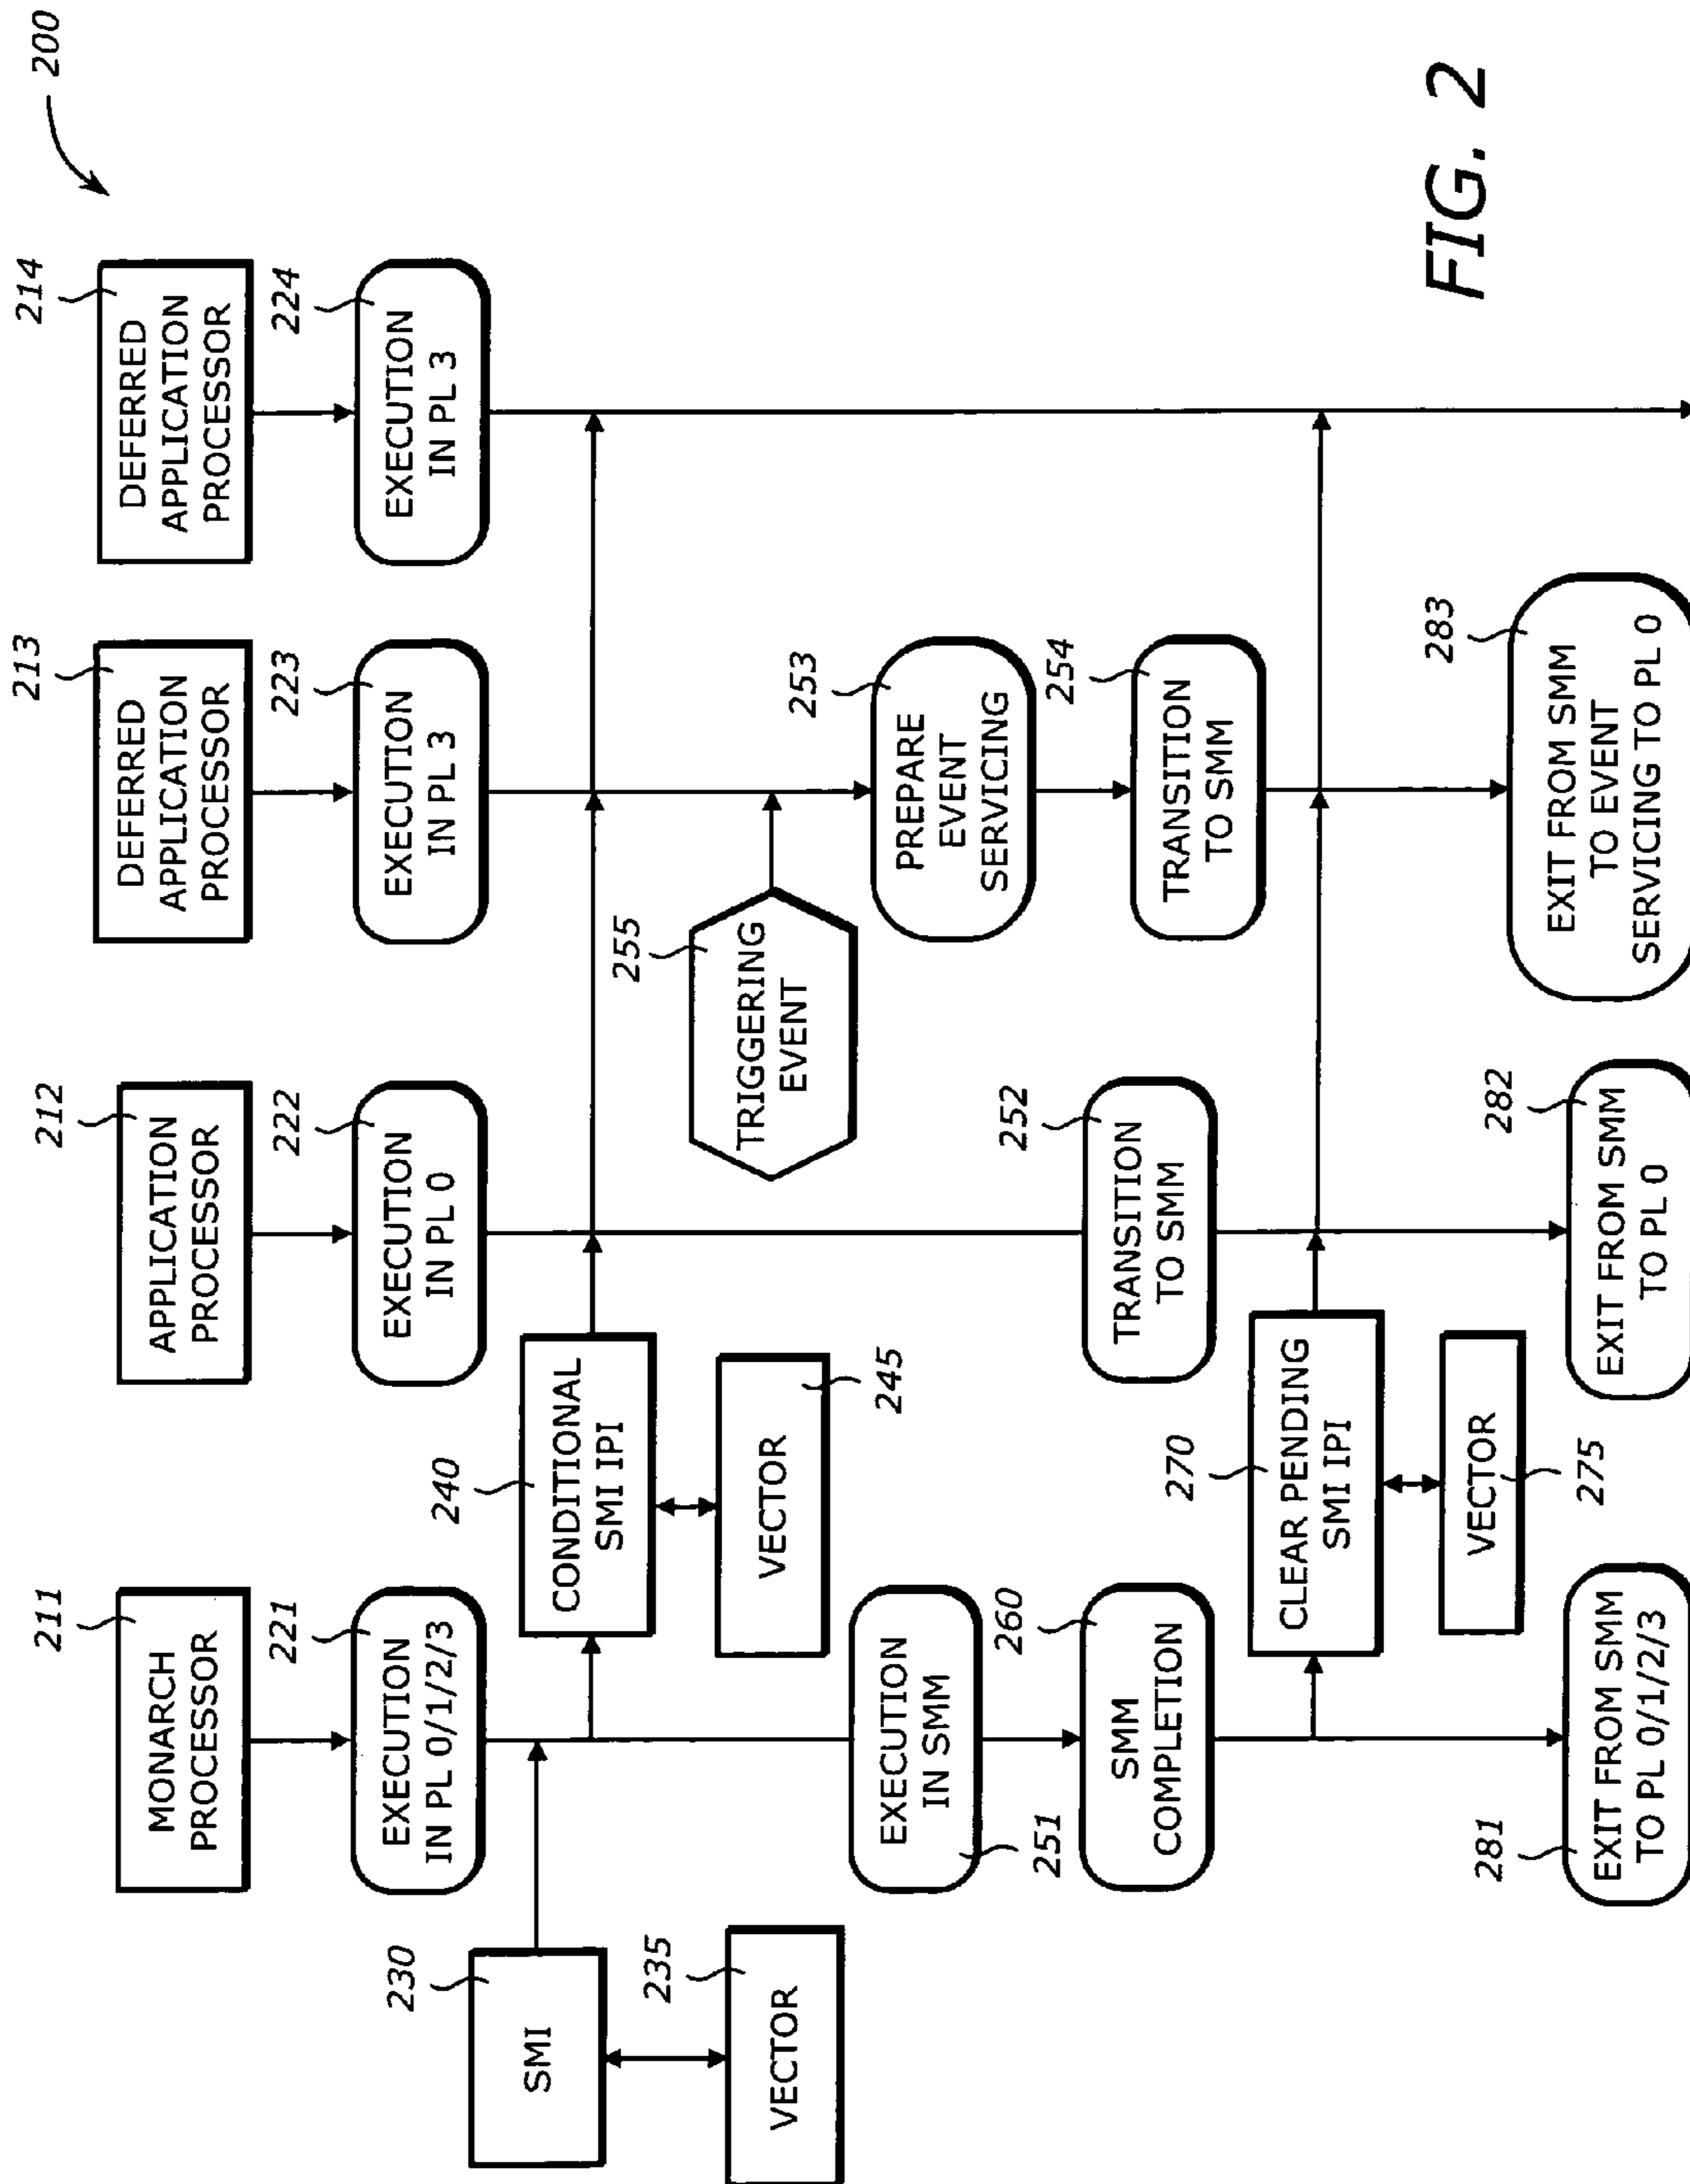 200
211
MONARCH
PROCESSOR
212
APPLICATION
PROCESSOR
213
DEFERRED
APPLICATION
PROCESSOR
214
DEFERRED
APPLICATION
PROCESSOR
221
EXECUTION
IN PL 0/1/2/3
222
EXECUTION
IN PL 0
223
EXECUTION
IN PL 3
224
EXECUTION
IN PL 3
230
SMI
235
VECTOR
240
CONDITIONAL
SMI IPI
VECTOR
245
255
TRIGGERING
EVENT
EXECUTION
IN SMM
251
253
PREPARE
EVENT
SERVICING
260
SMM
COMPLETION
TRANSITION
TO SMM
252
254
TRANSITION
TO SMM
270
CLEAR PENDING
SMI IPI
VECTOR
275
281
EXIT FROM SMM
TO PL 0/1/2/3
282
EXIT FROM SMM
TO PL 0
283
EXIT FROM SMM
TO EVENT
SERVICING TO PL 0
FIG. 2